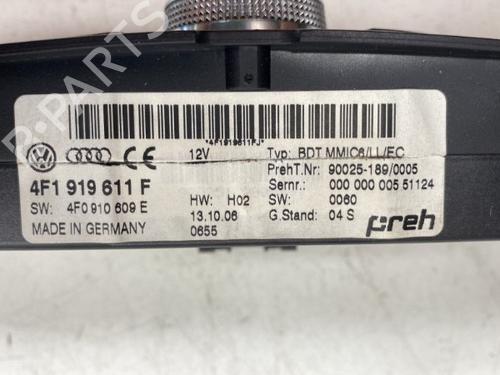 *4F1919611FJ*
12V
Typ: BDT MMIC6/LL/EC
4F1 919 611 F
PrehT.Nr: 90025-189/0005
Sernr.: 000 000 005 51124
SW: 4F0 910 609 E
HW: H02
SW: 0060
MADE IN GERMANY
13.10.06
G.Stand: 04 S
0655
preh
B-Parts